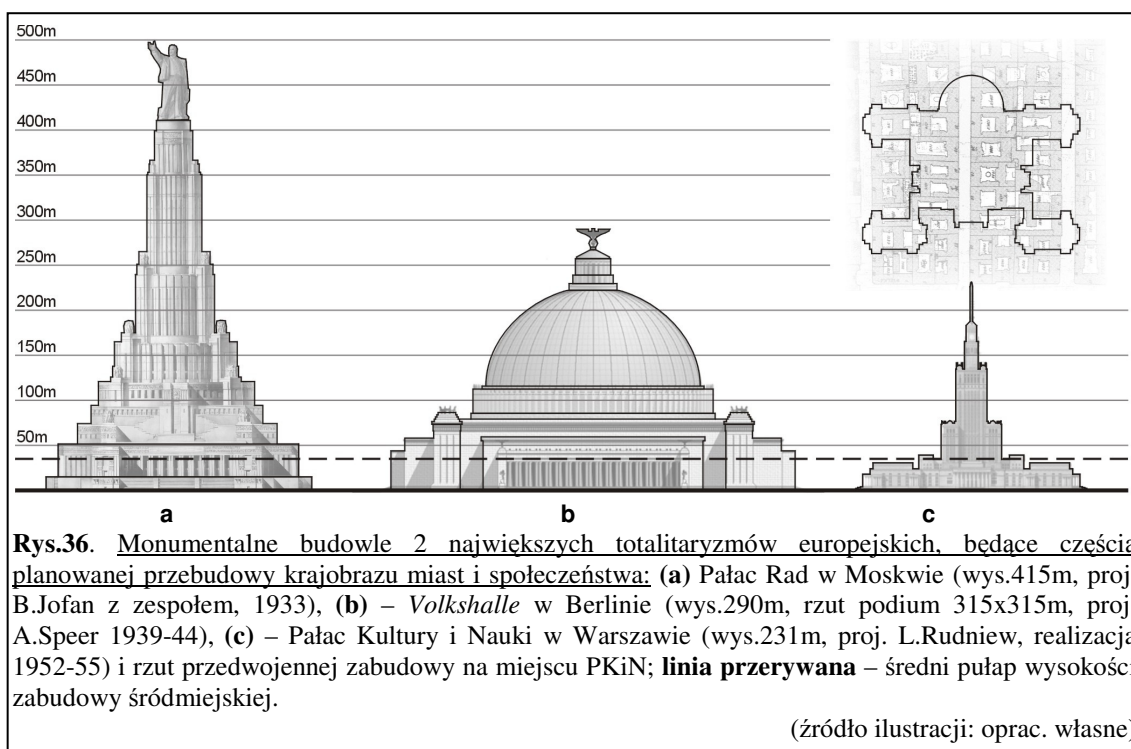 500m
450m
400m
350m
300m
250m
200m
150m
100m
50m
a b c
Rys.36. Monumentalne budowle 2 największych totalitaryzmów europejskich, będące częścią
planowanej przebudowy krajobrazu miast i społeczeństwa: (a) Pałac Rad w Moskwie (wys.415m, proj
B.Jofan z zespołem, 1933), (b) – Volkshalle w Berlinie (wys.290m, rzut podium 315x315m, proj
A.Speer 1939-44), (c) – Pałac Kultury i Nauki w Warszawie (wys.231m, proj. L.Rudniew, realizacja
1952-55) i rzut przedwojennej zabudowy na miejscu PKiN; linia przerywana – średni pułap wysokości
zabudowy śródmiejskiej.
(źródło ilustracji: oprac. własne)